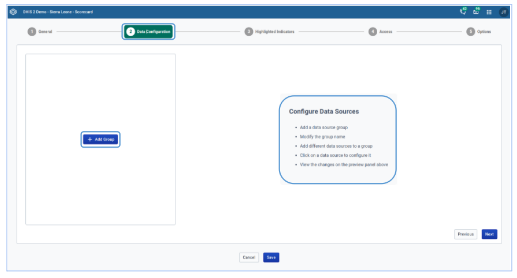 DHIS 2 Demo - Sierra Leone - Scorecard
1 General
2 Data Configuration
3 Highlighted Indicators
4 Access
5 Options
+ Add Group
Configure Data Sources
• Add a data source group
• Modify the group name
• Add different data sources to a group
• Click on a data source to configure it
• View the changes on the preview panel above
Previous
Next
Cancel
Save